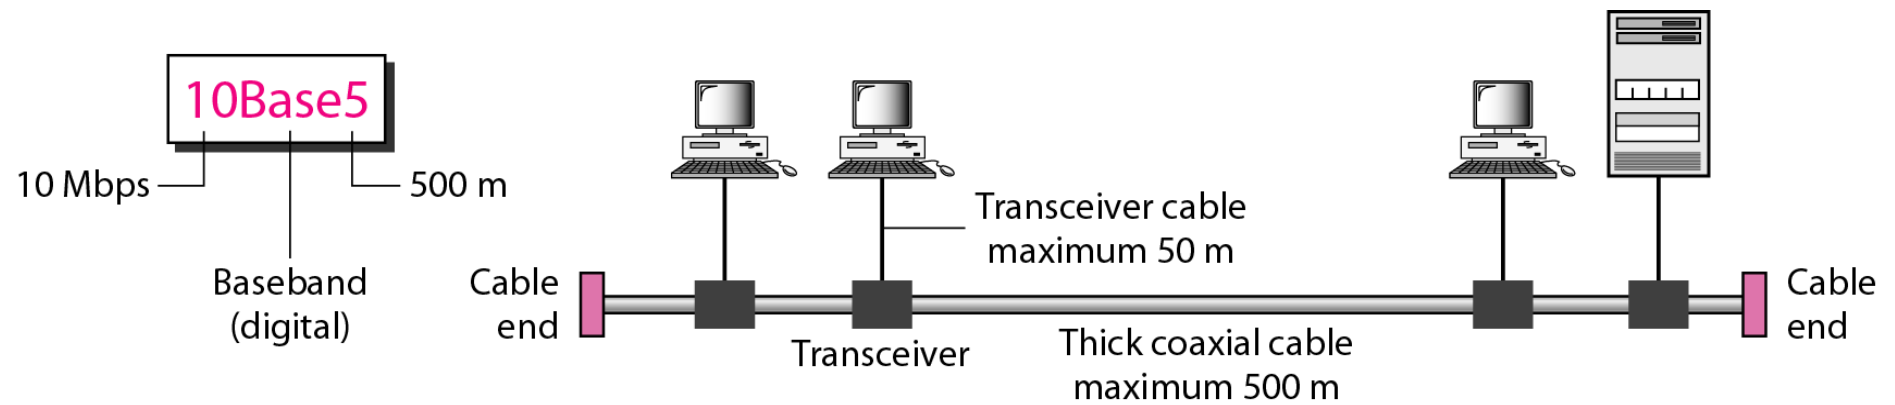 10Base5
10 Mbps
500 m
Baseband
(digital)
Transceiver cable
maximum 50 m
Cable
end
Transceiver
Thick coaxial cable
maximum 500 m
Cable
end